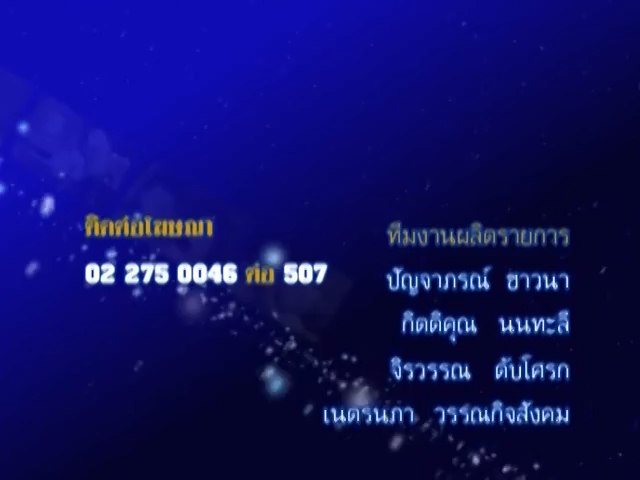 ติดต่อโฆษณา
02 275 0046 ต่อ 507
ทีมงานผลิตรายการ
ปัญจาภรณ์ ชาวนา
กิตติคุณ นนทะลี
จิรวรรณ ดับโศรก
เนตรนภา วรรณกิจสังคม